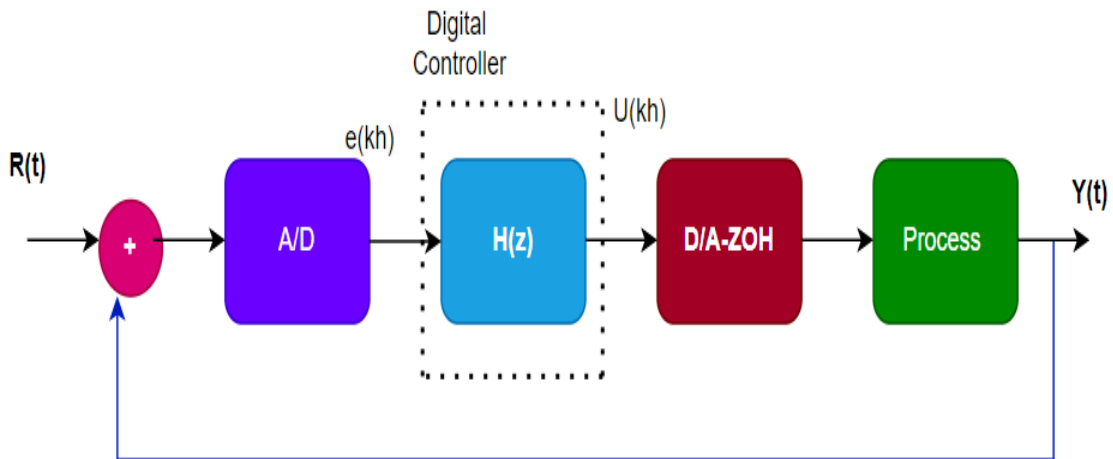 Digital
Controller
U(kh)
e(kh)
R(t)
Y(t)
+
A/D
H(z)
D/A-ZOH
Process